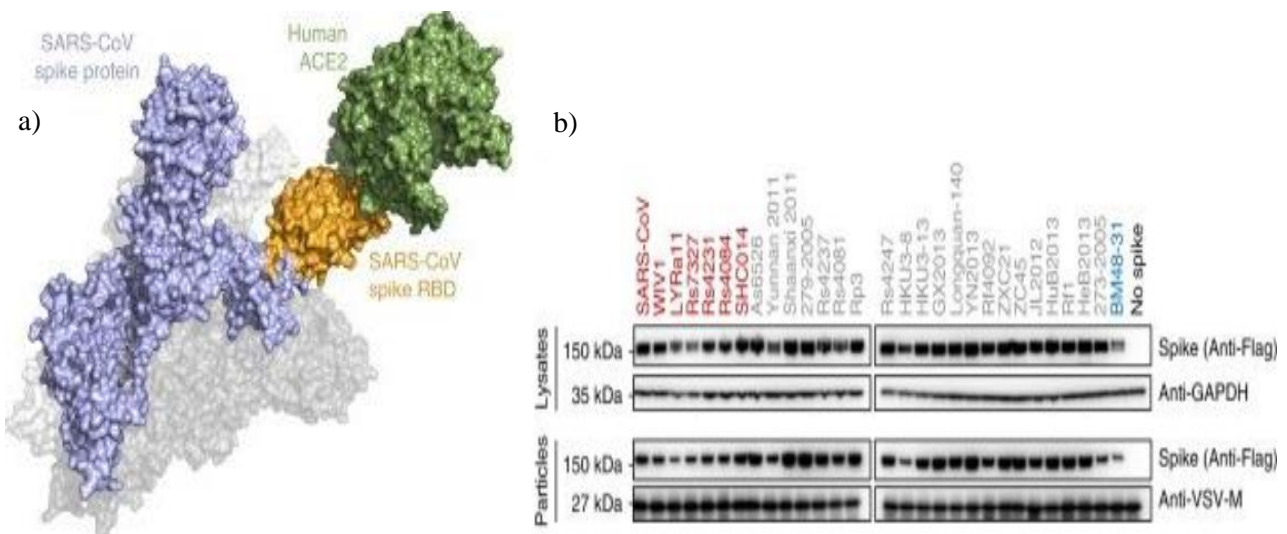 a)
SARS-CoV
spike protein
Human
ACE2
SARS-CoV
spike RBD
b)
SARS-CoV
WIV1
LYRa11
Rs7327
Rs4231
Rs4084
SHC014
As6526
Yunnan 2011
Shaanxi 2011
279-2005
Rs4237
Rs4081
Rp3
Rs4247
HKU3-8
HKU3-13
GX2013
Longquan-140
YN2013
Rf4092
ZXC21
ZC45
JL2012
HuB2013
Rf1
HeB2013
273-2005
BM48-31
No spike
Lysates
150 kDa
Spike (Anti-Flag)
35 kDa
Anti-GAPDH
Particles
150 kDa
Spike (Anti-Flag)
27 kDa
Anti-VSV-M